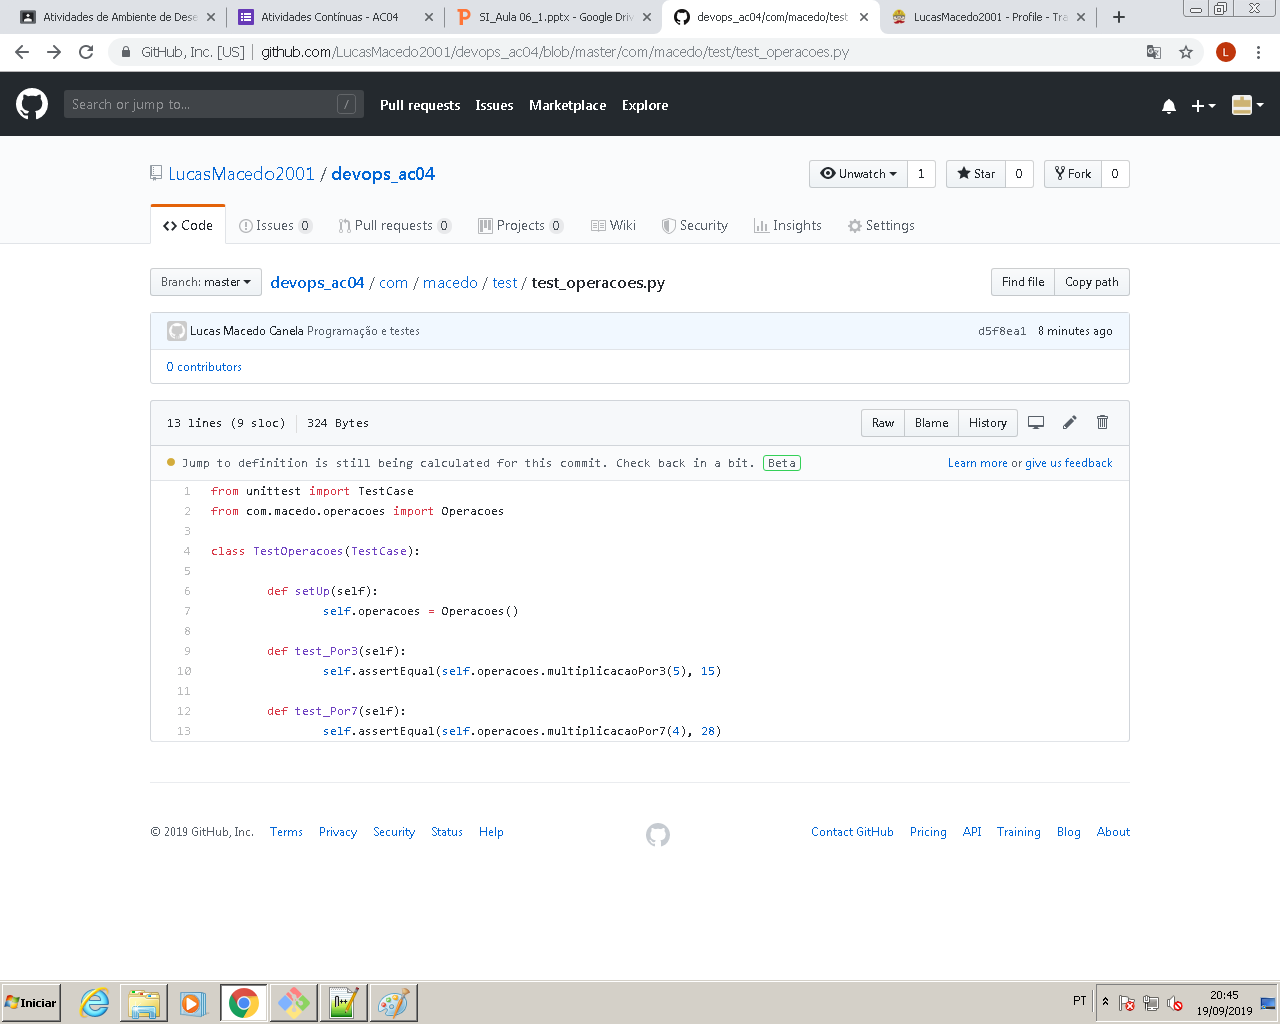 Atividades de Ambiente de Dese
Atividades Contínuas - AC04
SI_Aula 06_1.pptx - Google Driv
devops_ac04/com/macedo/test
LucasMacedo2001 - Profile - Tra
GitHub, Inc. [US] | github.com/LucasMacedo2001/devops_ac04/blob/master/com/macedo/test/test_operacoes.py
L
Search or jump to... /
Pull requests Issues Marketplace Explore
LucasMacedo2001 / devops_ac04
Unwatch 1 Star 0 Fork 0
Code Issues 0 Pull requests 0 Projects 0 Wiki Security Insights Settings
Branch: master devops_ac04 / com / macedo / test / test_operacoes.py Find file Copy path
Lucas Macedo Canela Programação e testes d5f8ea1 8 minutes ago
0 contributors
13 lines (9 sloc) 324 Bytes Raw Blame History
Jump to definition is still being calculated for this commit. Check back in a bit. Beta Learn more or give us feedback
1 from unittest import TestCase
2 from com.macedo.operacoes import Operacoes
3
4 class TestOperacoes(TestCase):
5
6 def setUp(self):
7 self.operacoes = Operacoes()
8
9 def test_Por3(self):
10 self.assertEqual(self.operacoes.multiplicacaoPor3(5), 15)
11
12 def test_Por7(self):
13 self.assertEqual(self.operacoes.multiplicacaoPor7(4), 28)
© 2019 GitHub, Inc. Terms Privacy Security Status Help Contact GitHub Pricing API Training Blog About
Iniciar
PT
20:45
19/09/2019